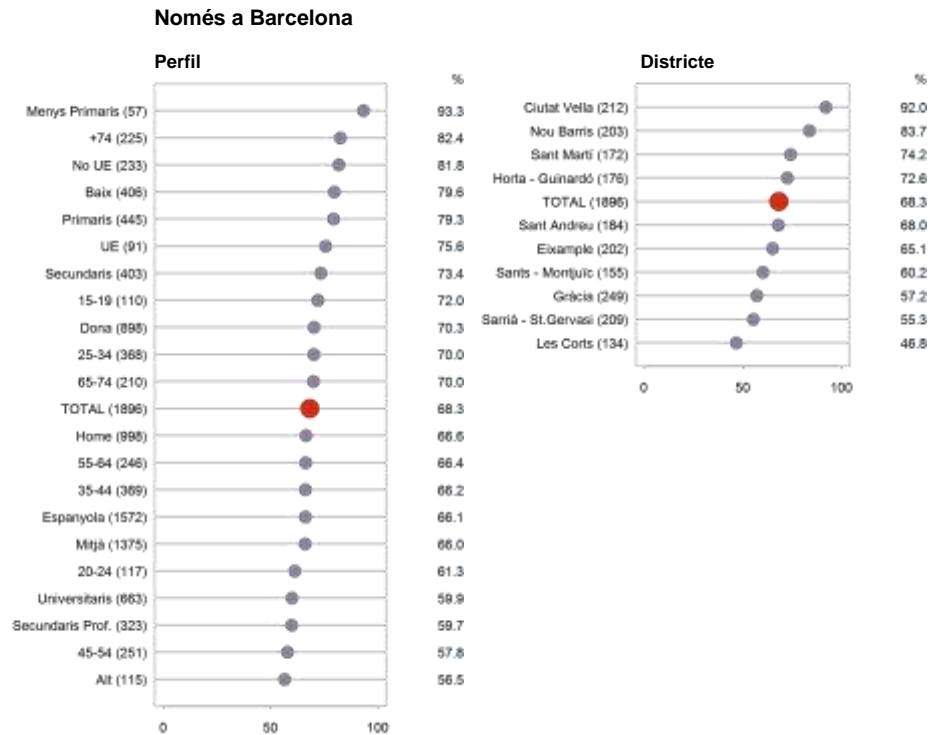 Només a Barcelona
Perfil
%
Menys Primaris (57) 93.3
+74 (225) 82.4
No UE (233) 81.8
Baix (406) 79.6
Primaris (445) 79.3
UE (91) 75.6
Secundaris (403) 73.4
15-19 (110) 72.0
Dona (898) 70.3
25-34 (368) 70.0
65-74 (210) 70.0
TOTAL (1896) 68.3
Home (998) 66.6
55-64 (246) 66.4
35-44 (369) 66.2
Espanyola (1572) 66.1
Mitjà (1375) 66.0
20-24 (117) 61.3
Universitaris (663) 59.9
Secundaris Prof. (323) 59.7
45-54 (251) 57.8
Alt (115) 56.5
0 50 100
Districte
%
Ciutat Vella (212) 92.0
Nou Barris (203) 83.7
Sant Martí (172) 74.2
Horta - Guinardó (176) 72.6
TOTAL (1896) 68.3
Sant Andreu (184) 68.0
Eixample (202) 65.1
Sants - Montjuïc (155) 60.2
Gràcia (249) 57.2
Sarrià - St.Gervasi (209) 55.3
Les Corts (134) 46.8
0 50 100